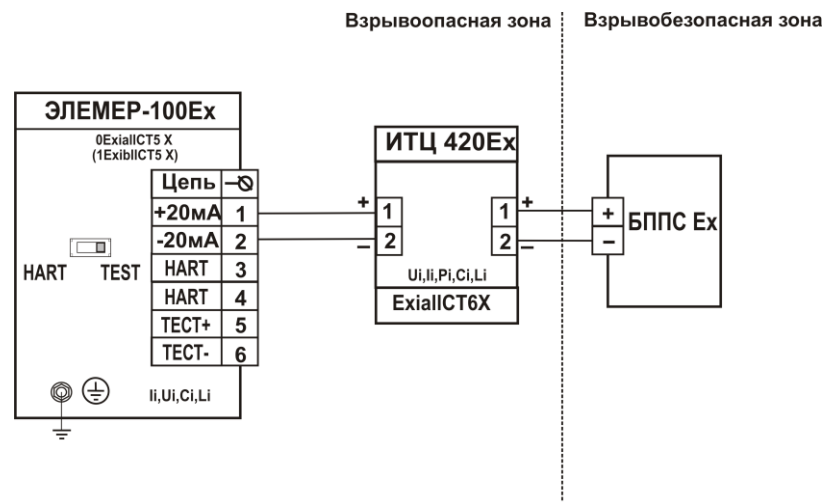 Взрывоопасная зона
Взрывобезопасная зона
ЭЛЕМЕР-100Ex
0ExiaIICT5 X
(1ExibIICT5 X)
Цепь
+20мА 1
-20мА 2
HART 3
HART 4
ТЕСТ+ 5
ТЕСТ- 6
HART TEST
Ii,Ui,Ci,Li
ИТЦ 420Ex
+ 1 1 +
– 2 2 –
Ui,Ii,Pi,Ci,Li
ExiaIICT6X
+
–
БППС Ex